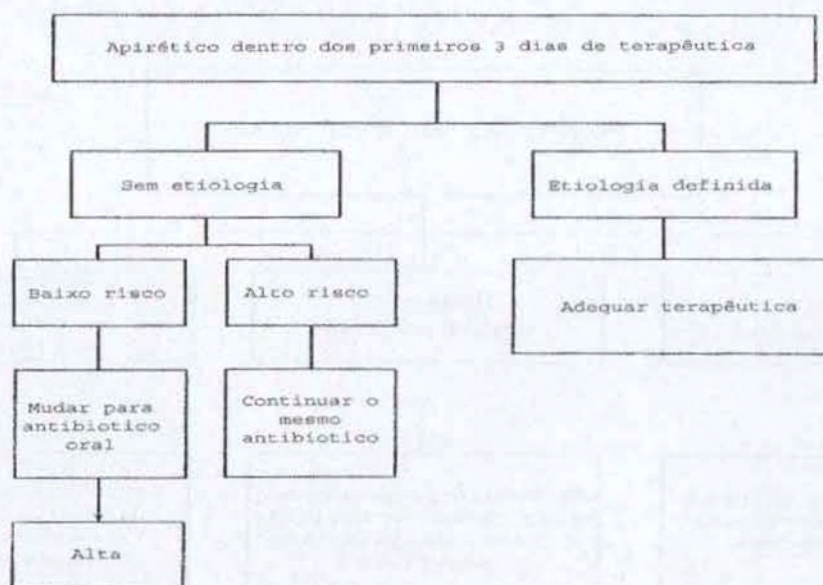 Apirético dentro dos primeiros 3 dias de terapêutica
Sem etiologia
Etiologia definida
Baixo risco
Alto risco
Adequar terapêutica
Mudar para
antibiotico
oral
Continuar o
mesmo
antibiotico
Alta